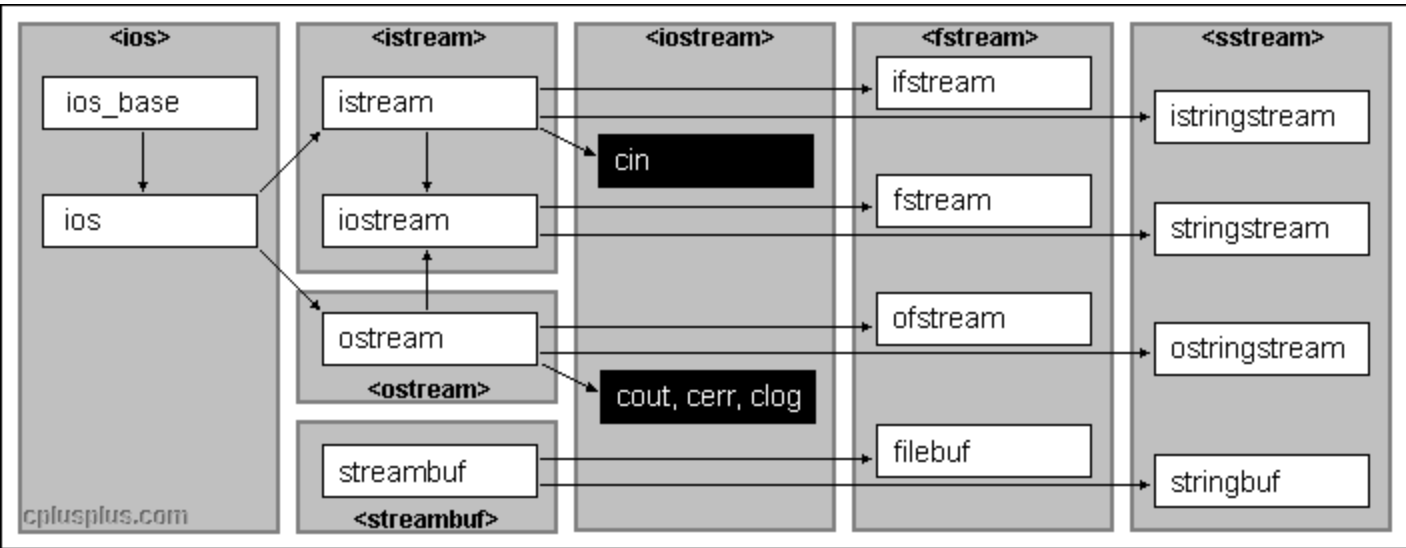 <ios>
ios_base
ios
<istream>
istream
iostream
ostream
<ostream>
streambuf
<streambuf>
<iostream>
cin
cout, cerr, clog
<fstream>
ifstream
fstream
ofstream
filebuf
<sstream>
istringstream
stringstream
ostringstream
stringbuf
cplusplus.com